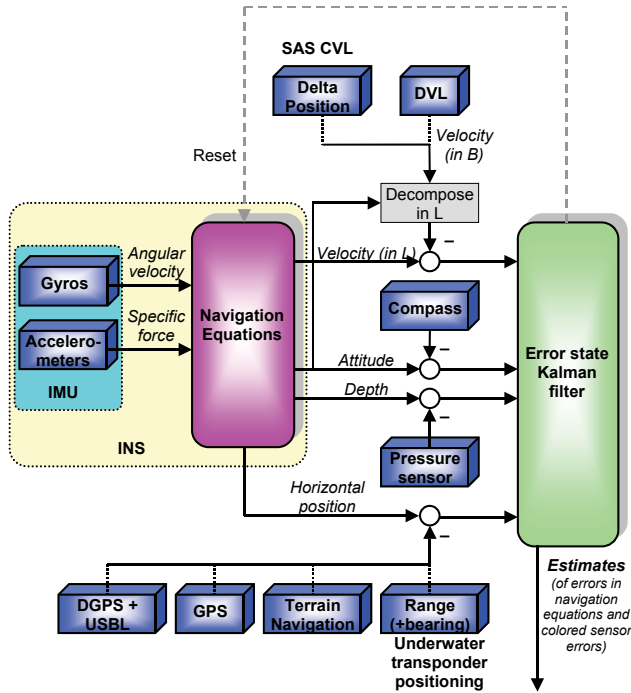 SAS CVL
Delta
Position
DVL
Velocity
(in B)
Reset
Decompose
in L
Angular
velocity
Velocity (in L)
Gyros
Navigation
Equations
Compass
Specific
force
Accelero-
meters
Error state
Kalman
filter
Attitude
Depth
IMU
INS
Pressure
sensor
Horizontal
position
Estimates
(of errors in
navigation
equations and
colored sensor
errors)
DGPS +
USBL
GPS
Terrain
Navigation
Range
(+bearing)
Underwater
transponder
positioning